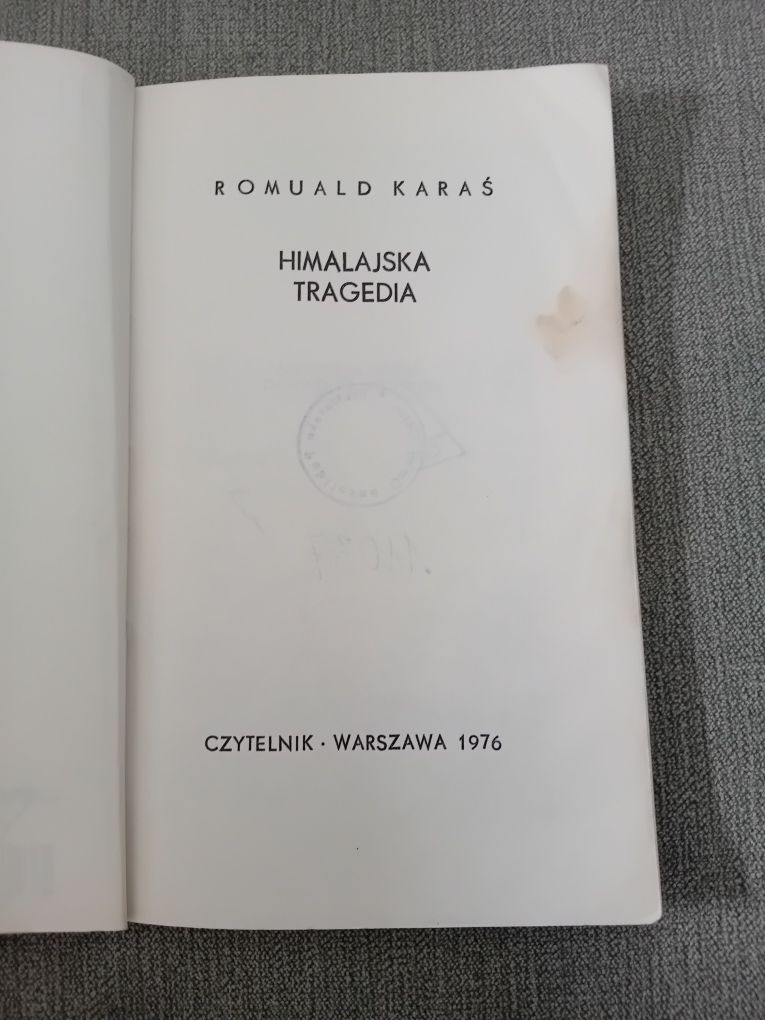 ROMUALD KARAŚ
HIMALAJSKA
TRAGEDIA
CZYTELNIK · WARSZAWA 1976